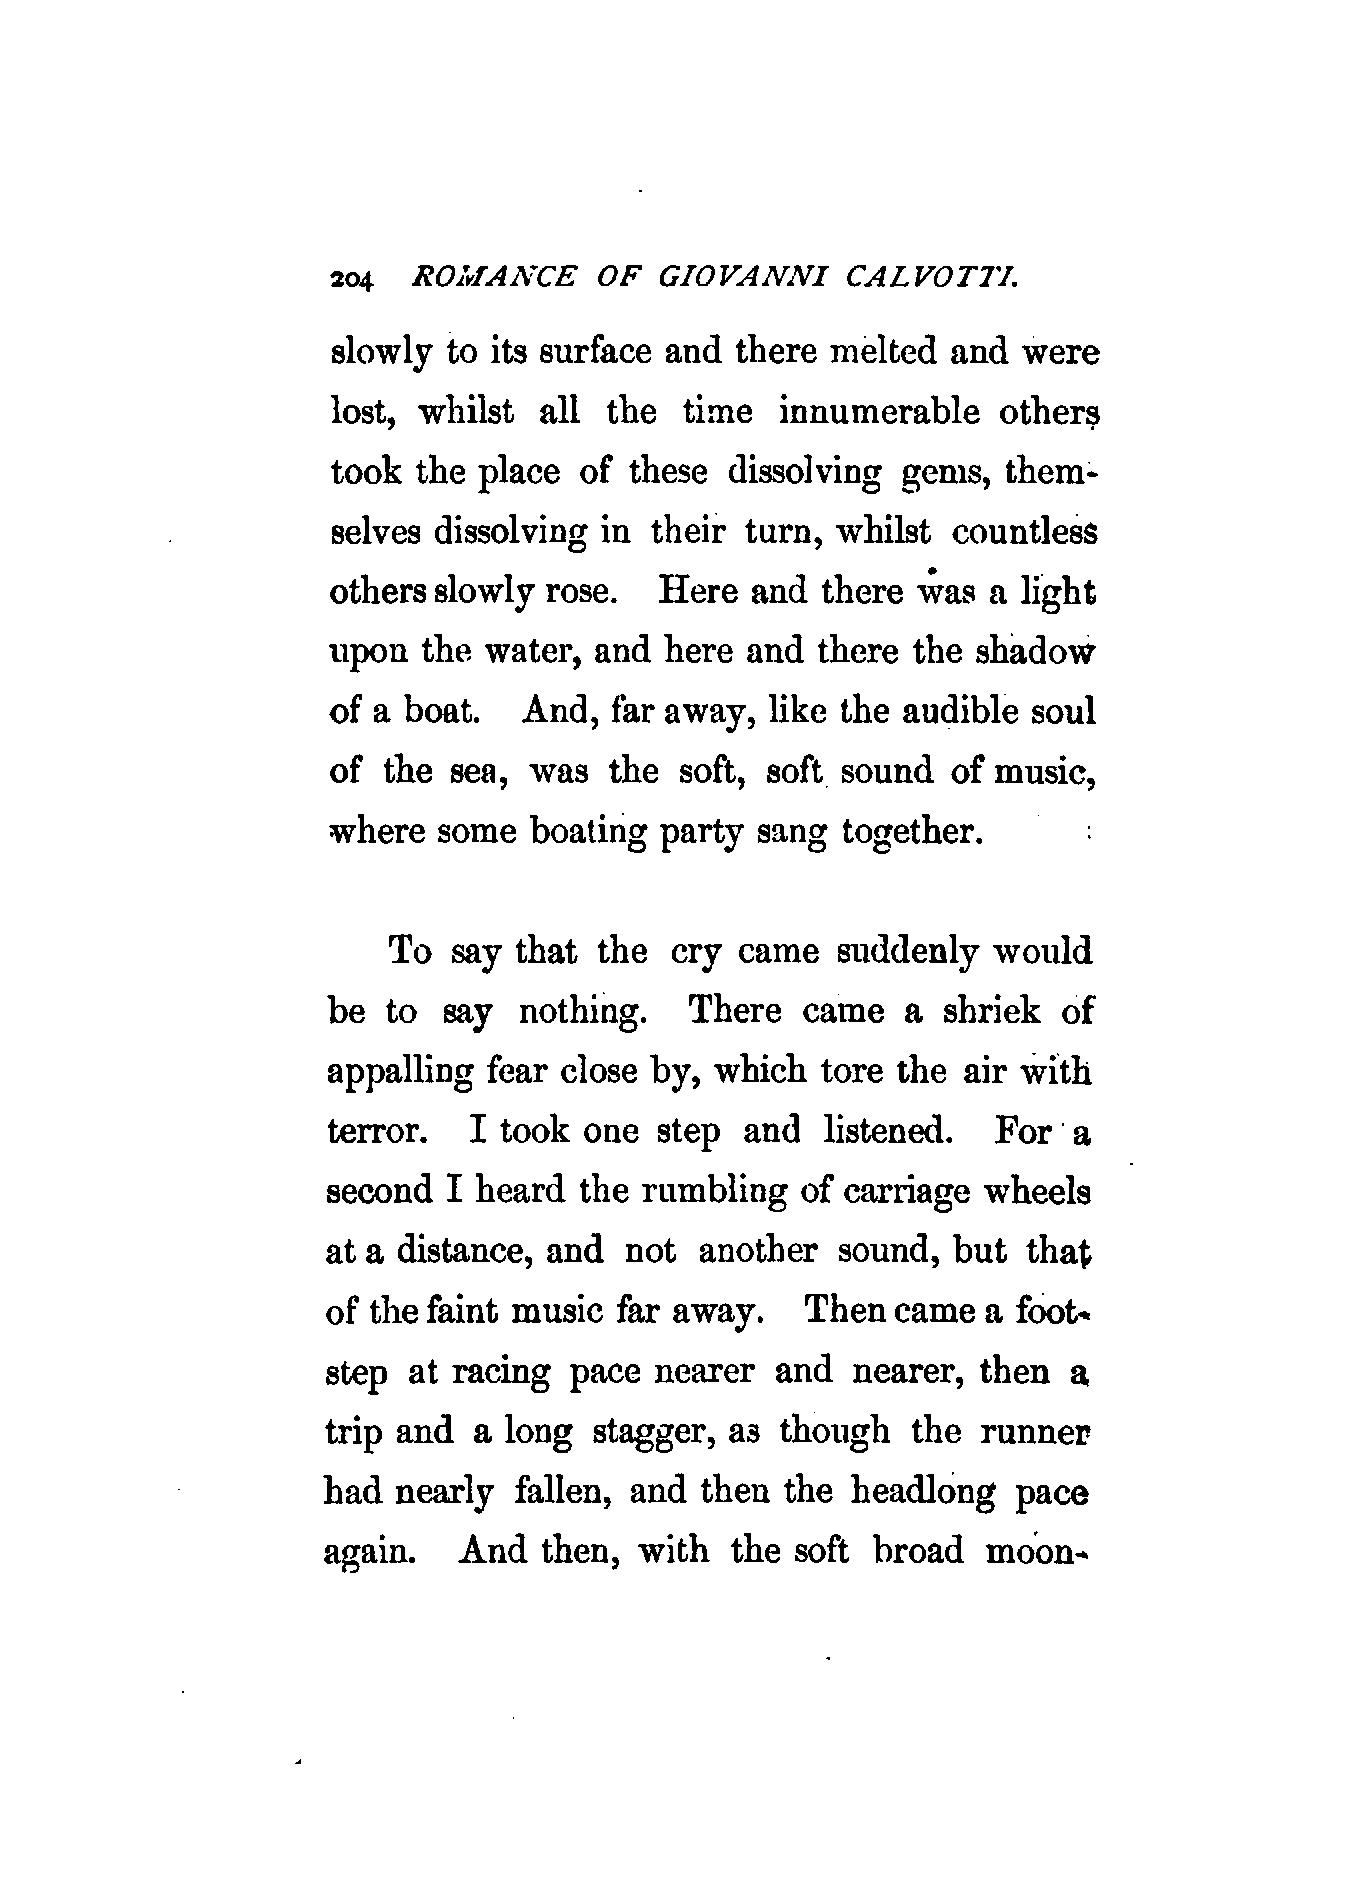 204 ROMANCE OF GIOVANNI CALVOTTI.
slowly to its surface and there melted and were
lost, whilst all the time innumerable others
took the place of these dissolving gems, them-
selves dissolving in their turn, whilst countless
others slowly rose. Here and there was a light
upon the water, and here and there the shadow
of a boat. And, far away, like the audible soul
of the sea, was the soft, soft sound of music,
where some boating party sang together.
To say that the cry came suddenly would
be to say nothing. There came a shriek of
appalling fear close by, which tore the air with
terror. I took one step and listened. For a
second I heard the rumbling of carriage wheels
at a distance, and not another sound, but that
of the faint music far away. Then came a foot-
step at racing pace nearer and nearer, then a
trip and a long stagger, as though the runner
had nearly fallen, and then the headlong pace
again. And then, with the soft broad moon-